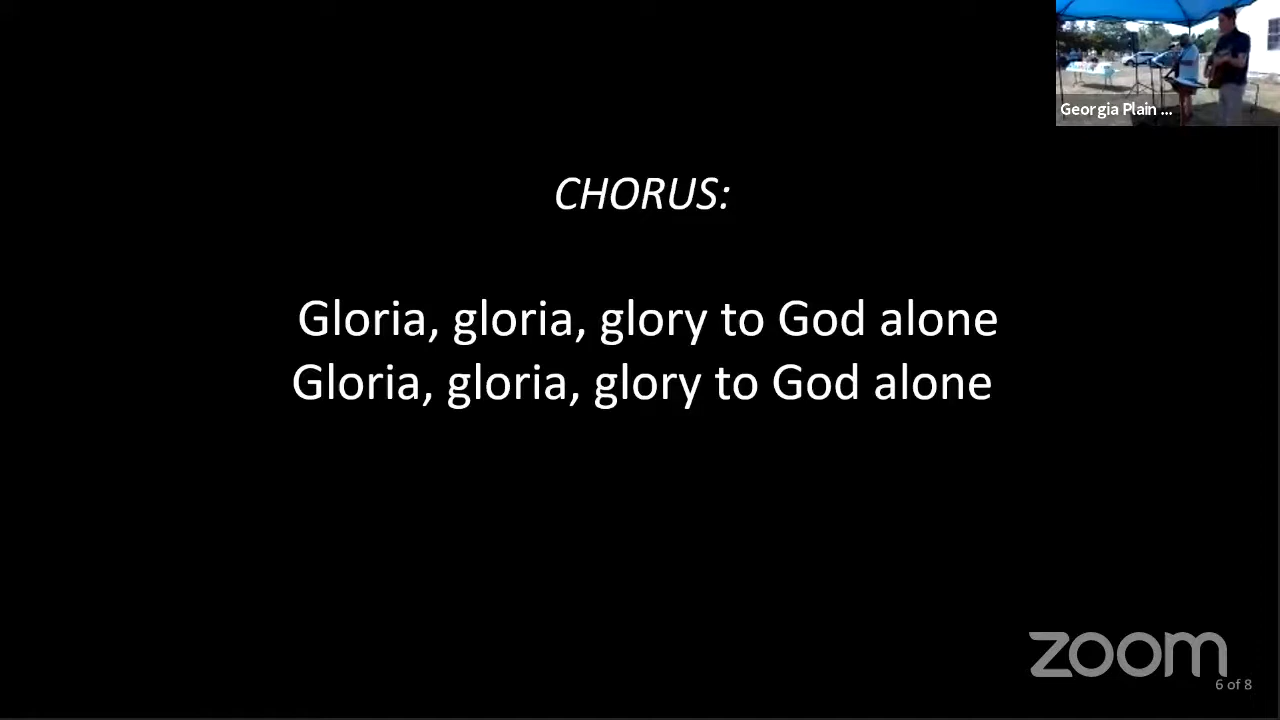 Georgia Plain ...
CHORUS:
Gloria, gloria, glory to God alone
Gloria, gloria, glory to God alone
zoom
6 of 8